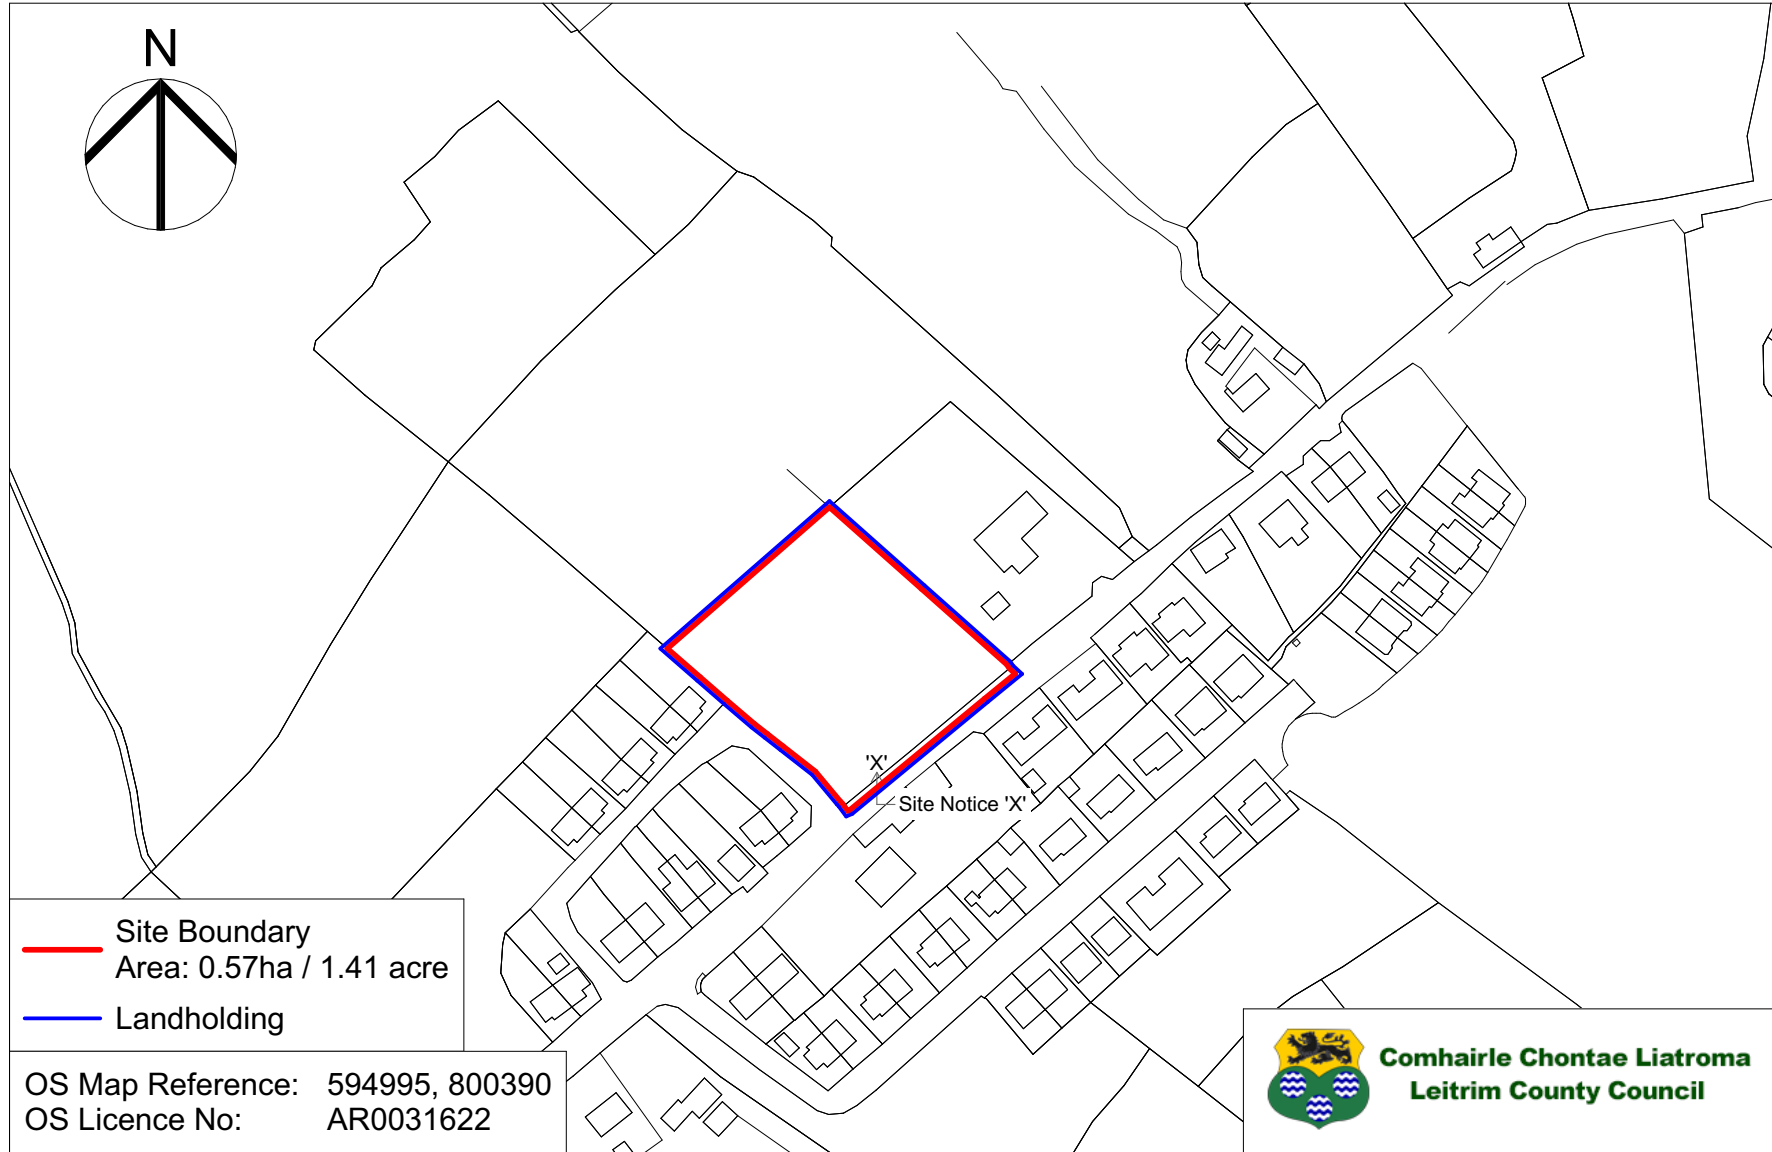 N
'X'
Site Notice 'X'
Site Boundary
Area: 0.57ha / 1.41 acre
Landholding
OS Map Reference: 594995, 800390
OS Licence No: AR0031622
Comhairle Chontae Liatroma
Leitrim County Council